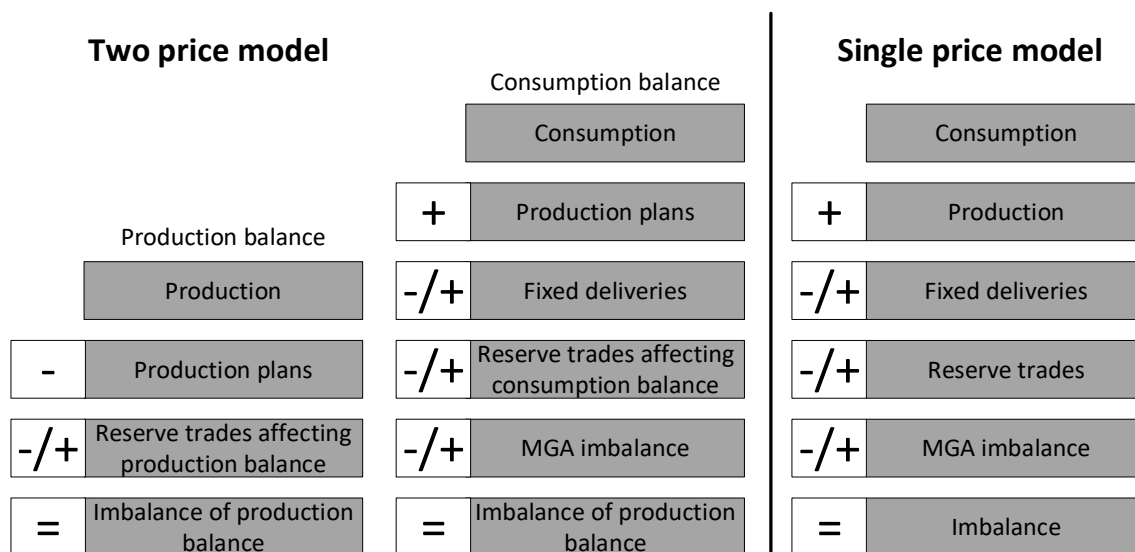 Two price model
Production balance
Production
-
Production plans
-/+
Reserve trades affecting
production balance
=
Imbalance of production
balance
Consumption balance
Consumption
+
Production plans
-/+
Fixed deliveries
-/+
Reserve trades affecting
consumption balance
-/+
MGA imbalance
=
Imbalance of production
balance
Single price model
Consumption
+
Production
-/+
Fixed deliveries
-/+
Reserve trades
-/+
MGA imbalance
=
Imbalance